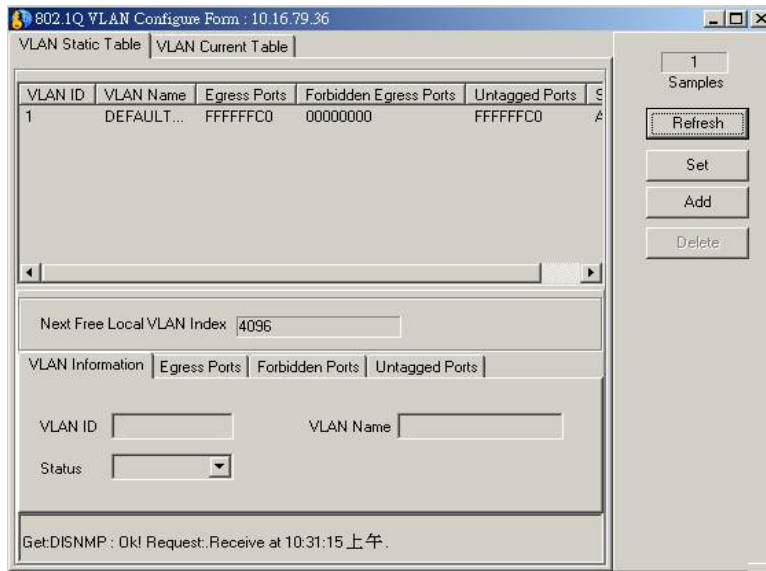 802.1Q VLAN Configure Form : 10.16.79.36
VLAN Static Table VLAN Current Table
VLAN ID VLAN Name Egress Ports Forbidden Egress Ports Untagged Ports S
1 DEFAULT... FFFFFFC0 00000000 FFFFFFC0 A
Next Free Local VLAN Index 4096
VLAN Information Egress Ports Forbidden Ports Untagged Ports
VLAN ID VLAN Name
Status
Get:DISNMP : Ok! Request:.Receive at 10:31:15 上午.
1
Samples
Refresh
Set
Add
Delete